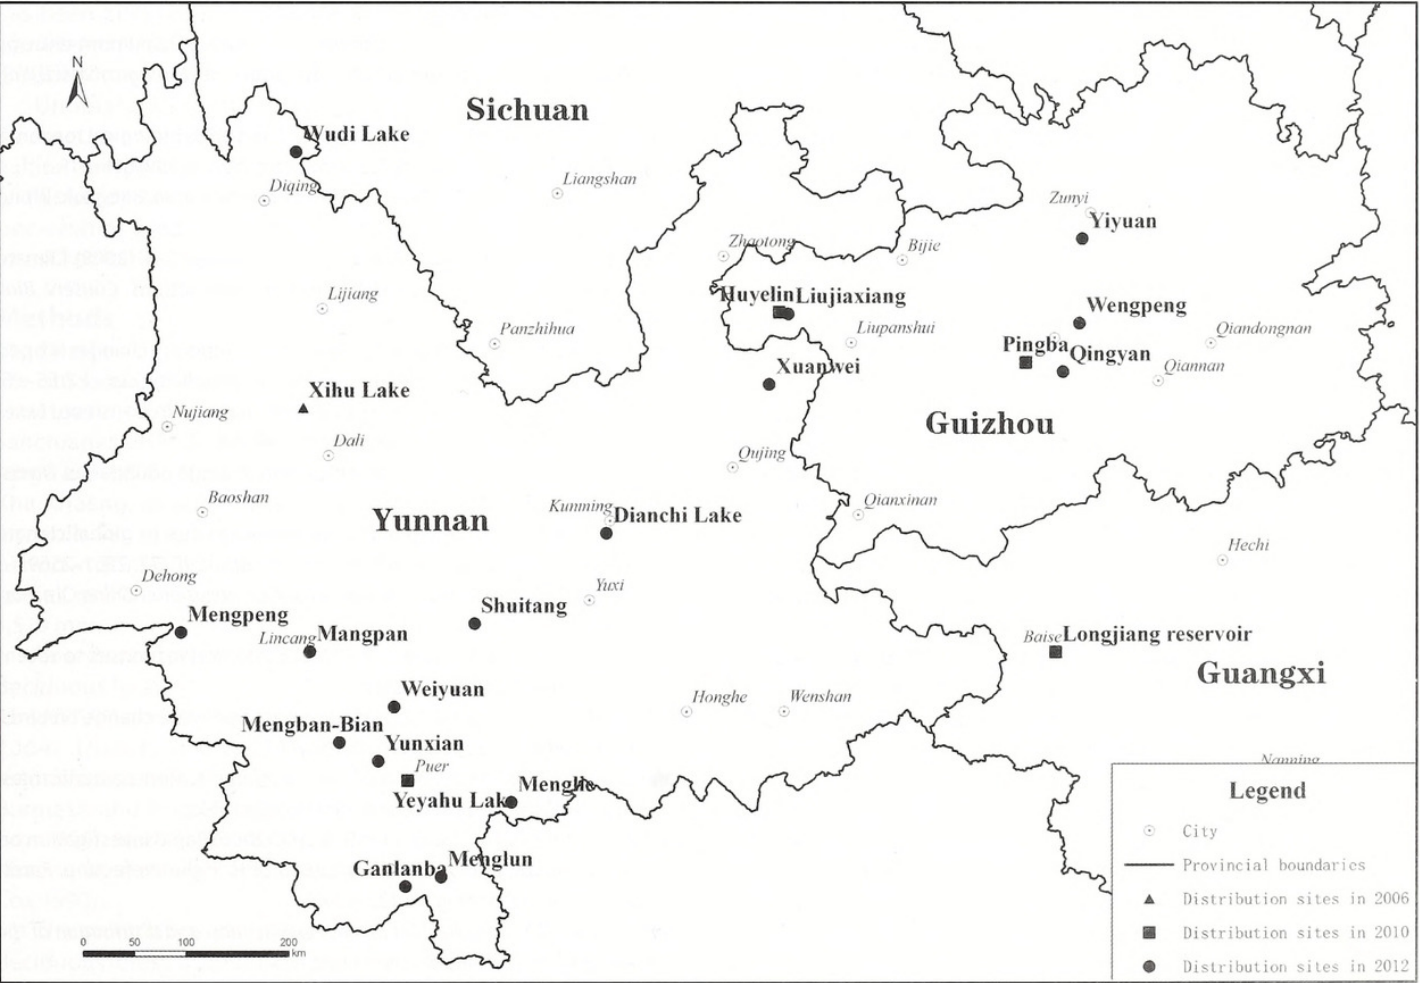 N
Sichuan
Wudi Lake
Diqing
Liangshan
Zunyi
Yiyuan
Zhaotong
Bijie
Lijiang
Huyelin
Liujiaxiang
Wengpeng
Panzhihua
Liupanshui
Qiandongnan
Pingba
Qingyan
Xuanwei
Qiannan
Xihu Lake
Nujiang
Guizhou
Dali
Qujing
Baoshan
Qianxinan
Kunming
Dianchi Lake
Yunnan
Hechi
Dehong
Yuxi
Shuitang
Mengpeng
Lincang
Mangpan
Baise
Longjiang reservoir
Guangxi
Weiyuan
Honghe
Wenshan
Mengban-Bian
Yunxian
Puer
Nanning
Yeyahu Lak
Menglie
Menglun
Ganlanba
0 50 100 200
km
Legend
City
Provincial boundaries
Distribution sites in 2006
Distribution sites in 2010
Distribution sites in 2012